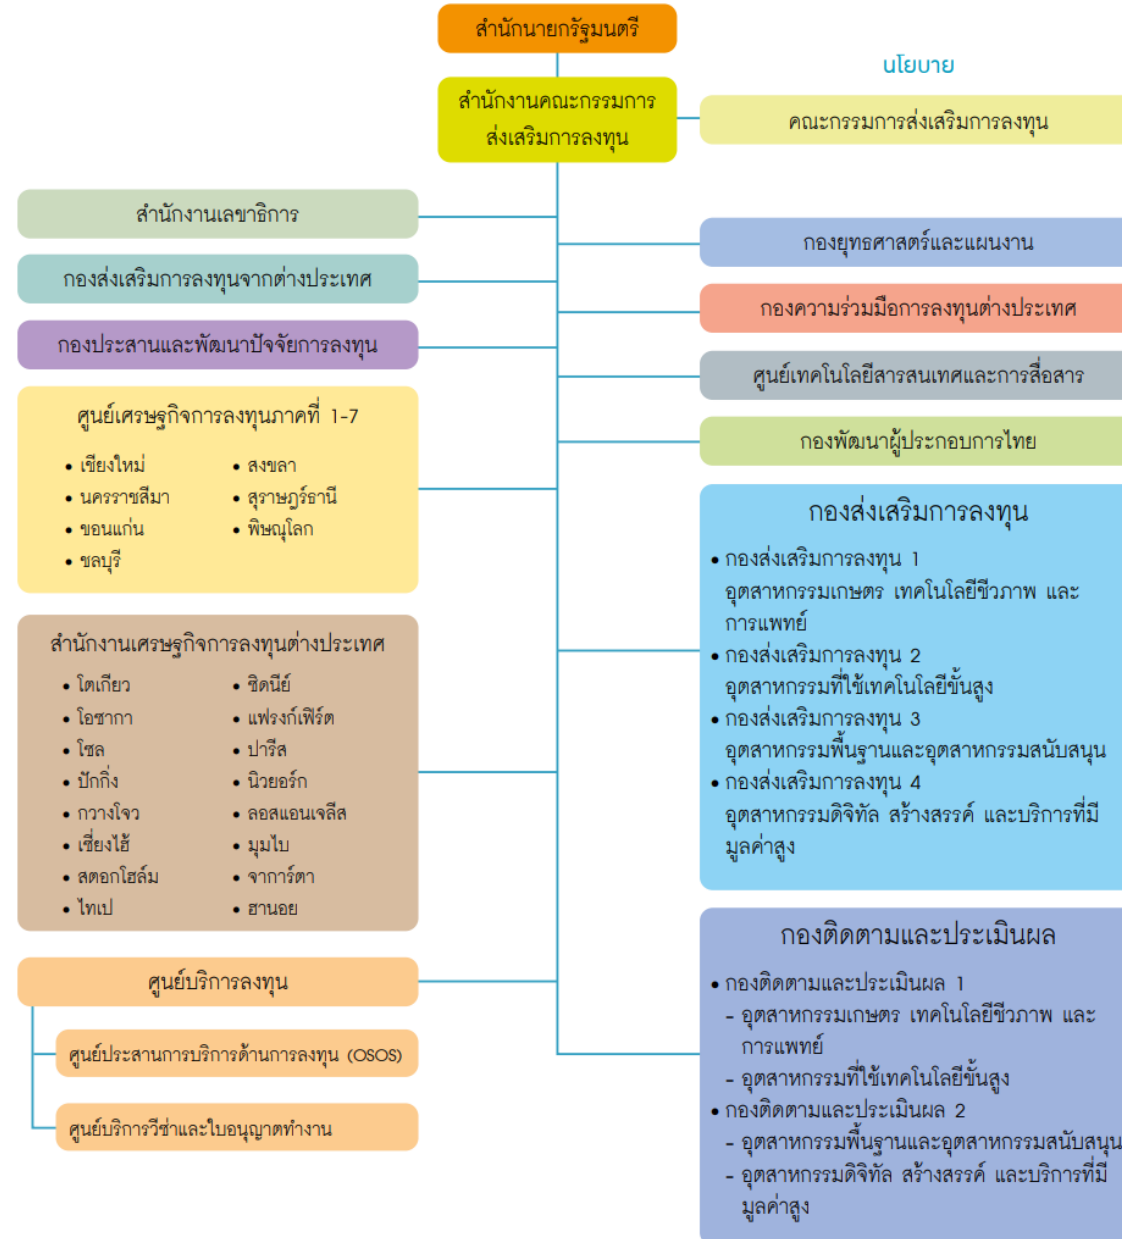 สำนักนายกรัฐมนตรี
สำนักงานคณะกรรมการ
ส่งเสริมการลงทุน
นโยบาย
คณะกรรมการส่งเสริมการลงทุน
สำนักงานเลขาธิการ
กองส่งเสริมการลงทุนจากต่างประเทศ
กองประสานและพัฒนาปัจจัยการลงทุน
ศูนย์เศรษฐกิจการลงทุนภาคที่ 1-7
• เชียงใหม่
• นครราชสีมา
• ขอนแก่น
• ชลบุรี
• สงขลา
• สุราษฎร์ธานี
• พิษณุโลก
สำนักงานเศรษฐกิจการลงทุนต่างประเทศ
• โตเกียว
• โอซากา
• โซล
• ปักกิ่ง
• กวางโจว
• เซี่ยงไฮ้
• สตอกโฮล์ม
• ไทเป
• ซิดนีย์
• แฟรงก์เฟิร์ต
• ปารีส
• นิวยอร์ก
• ลอสแอนเจลีส
• มุมไบ
• จาการ์ตา
• ฮานอย
ศูนย์บริการลงทุน
ศูนย์ประสานการบริการด้านการลงทุน (OSOS)
ศูนย์บริการวีซ่าและใบอนุญาตทำงาน
กองยุทธศาสตร์และแผนงาน
กองความร่วมมือการลงทุนต่างประเทศ
ศูนย์เทคโนโลยีสารสนเทศและการสื่อสาร
กองพัฒนาผู้ประกอบการไทย
กองส่งเสริมการลงทุน
• กองส่งเสริมการลงทุน 1
อุตสาหกรรมเกษตร เทคโนโลยีชีวภาพ และ
การแพทย์
• กองส่งเสริมการลงทุน 2
อุตสาหกรรมที่ใช้เทคโนโลยีขั้นสูง
• กองส่งเสริมการลงทุน 3
อุตสาหกรรมพื้นฐานและอุตสาหกรรมสนับสนุน
• กองส่งเสริมการลงทุน 4
อุตสาหกรรมดิจิทัล สร้างสรรค์ และบริการที่มี
มูลค่าสูง
กองติดตามและประเมินผล
• กองติดตามและประเมินผล 1
- อุตสาหกรรมเกษตร เทคโนโลยีชีวภาพ และ
การแพทย์
- อุตสาหกรรมที่ใช้เทคโนโลยีขั้นสูง
• กองติดตามและประเมินผล 2
- อุตสาหกรรมพื้นฐานและอุตสาหกรรมสนับสนุน
- อุตสาหกรรมดิจิทัล สร้างสรรค์ และบริการที่มี
มูลค่าสูง